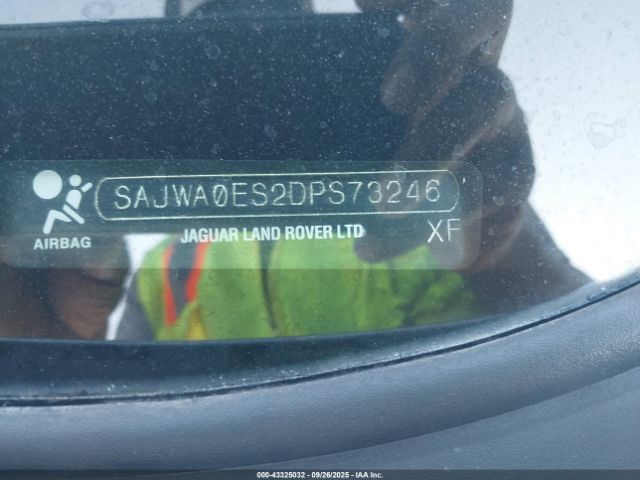 SAJWA0ES2DPS73246
AIRBAG
JAGUAR LAND ROVER LTD
XF
000-43325032 - 09/26/2025 - IAA Inc.